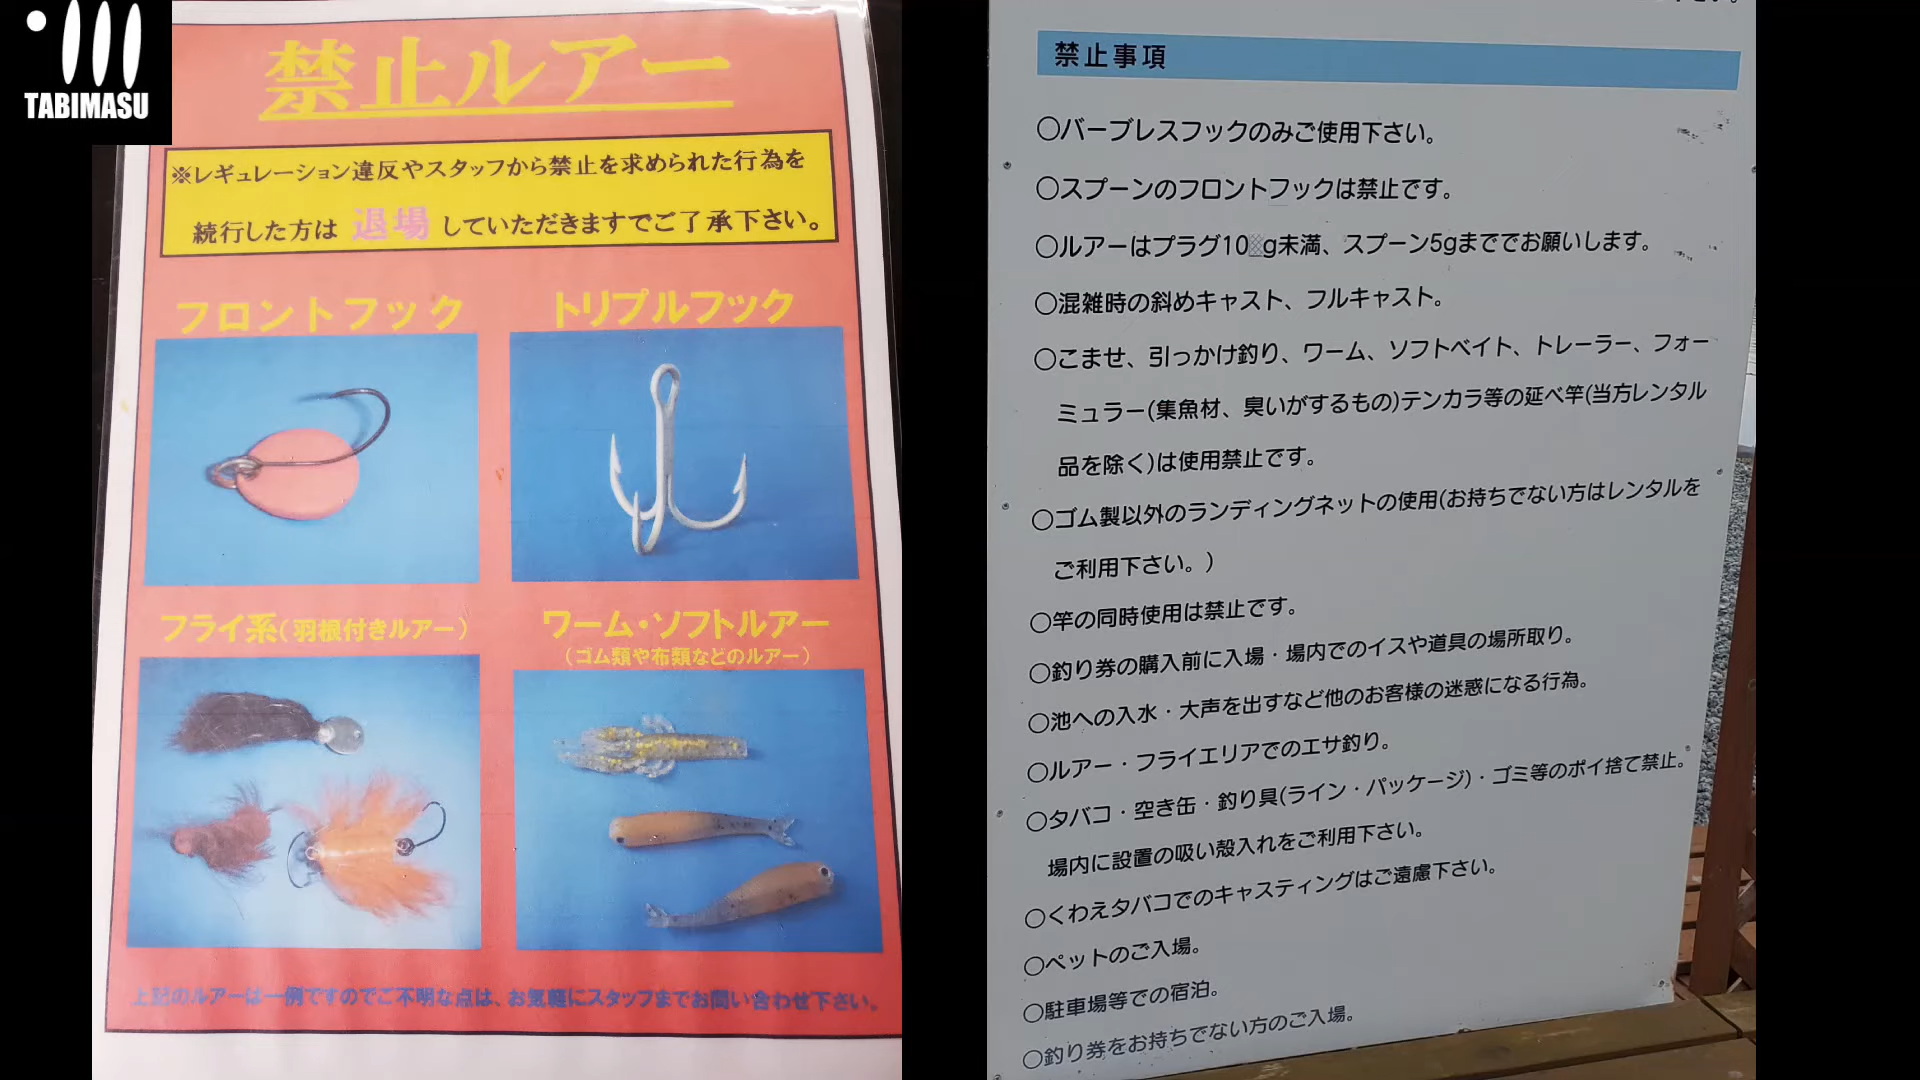 TABIMASU
禁止ルアー
※レギュレーション違反やスタッフから禁止を求められた行為を
続行した方は 退場 していただきますでご了承下さい。
フロントフック
トリプルフック
フライ系(羽根付きルアー)
ワーム・ソフトルアー
(ゴム類や布類などのルアー)
上記のルアーは一例ですのでご不明な点は、お気軽にスタッフまでお問い合わせ下さい。
禁止事項
○バーブレスフックのみご使用下さい。
○スプーンのフロントフックは禁止です。
○ルアーはプラグ10g未満、スプーン5gまででお願いします。
○混雑時の斜めキャスト、フルキャスト。
○こませ、引っかけ釣り、ワーム、ソフトベイト、トレーラー、フォー
ミュラー(集魚材、臭いがするもの)テンカラ等の延べ竿(当方レンタル
品を除く)は使用禁止です。
○ゴム製以外のランディングネットの使用(お持ちでない方はレンタルを
ご利用下さい。)
○竿の同時使用は禁止です。
○釣り券の購入前に入場・場内でのイスや道具の場所取り。
○池への入水・大声を出すなど他のお客様の迷惑になる行為。
○ルアー・フライエリアでのエサ釣り。
○タバコ・空き缶・釣り具(ライン・パッケージ)・ゴミ等のポイ捨て禁止。
場内に設置の吸い殻入れをご利用下さい。
○くわえタバコでのキャスティングはご遠慮下さい。
○ペットのご入場。
○駐車場等での宿泊。
○釣り券をお持ちでない方のご入場。